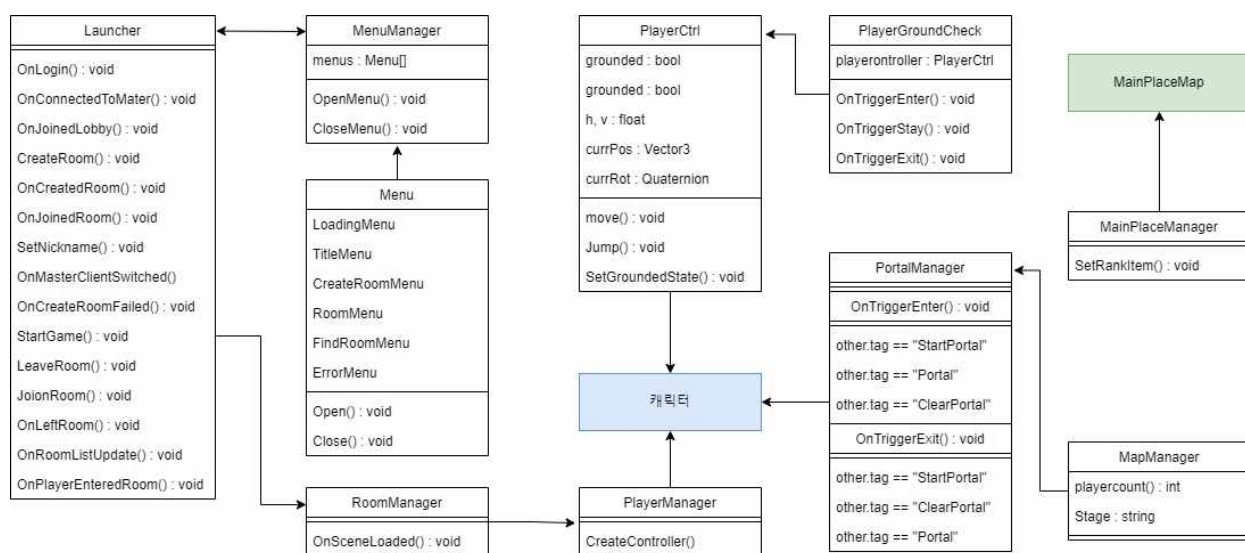 Launcher
OnLogin() : void
OnConnectedToMater() : void
OnJoinedLobby() : void
CreateRoom() : void
OnCreatedRoom() : void
OnJoinedRoom() : void
SetNickname() : void
OnMasterClientSwitched()
OnCreateRoomFailed() : void
StartGame() : void
LeaveRoom() : void
JoionRoom() : void
OnLeftRoom() : void
OnRoomListUpdate() : void
OnPlayerEnteredRoom() : void
MenuManager
menus : Menu[]
OpenMenu() : void
CloseMenu() : void
Menu
LoadingMenu
TitleMenu
CreateRoomMenu
RoomMenu
FindRoomMenu
ErrorMenu
Open() : void
Close() : void
RoomManager
OnSceneLoaded() : void
PlayerCtrl
grounded : bool
grounded : bool
h, v : float
currPos : Vector3
currRot : Quaternion
move() : void
Jump() : void
SetGroundedState() : void
캐릭터
PlayerManager
CreateController()
PlayerGroundCheck
playerontroller : PlayerCtrl
OnTriggerEnter() : void
OnTriggerStay() : void
OnTriggerExit() : void
PortalManager
OnTriggerEnter() : void
other.tag == "StartPortal"
other.tag == "Portal"
other.tag == "ClearPortal"
OnTriggerExit() : void
other.tag == "StartPortal"
other.tag == "ClearPortal"
other.tag == "Portal"
MainPlaceMap
MainPlaceManager
SetRankItem() : void
MapManager
playercount() : int
Stage : string